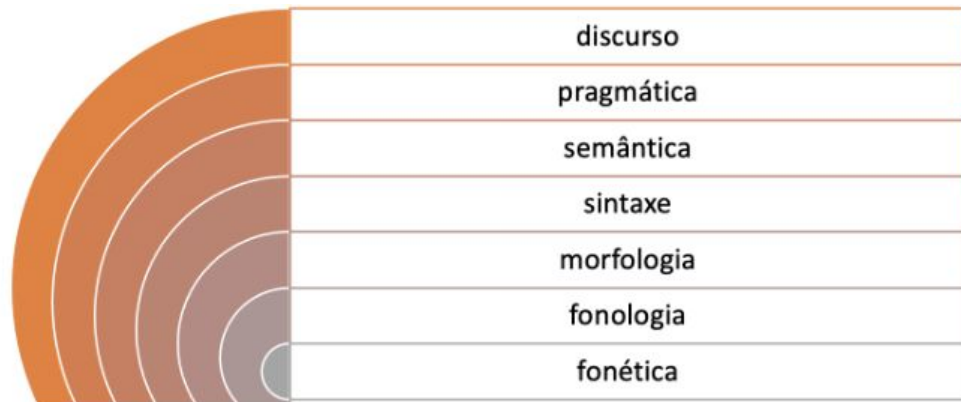 discurso
pragmática
semântica
sintaxe
morfologia
fonologia
fonética